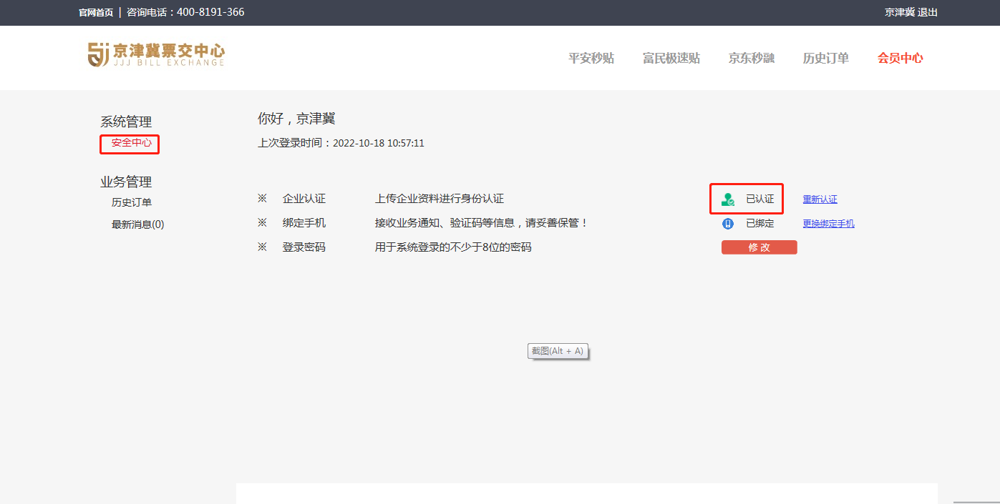 官网首页 | 咨询电话：400-8191-366 京津冀 退出
京津冀票交中心
JJJ BILL EXCHANGE
平安秒贴 富民极速贴 京东秒融 历史订单 会员中心
系统管理
安全中心
业务管理
历史订单
最新消息(0)
你好，京津冀
上次登录时间：2022-10-18 10:57:11
※ 企业认证 上传企业资料进行身份认证 已认证 重新认证
※ 绑定手机 接收业务通知、验证码等信息，请妥善保管！ 已绑定 更换绑定手机
※ 登录密码 用于系统登录的不少于8位的密码 修 改
截图(Alt + A)